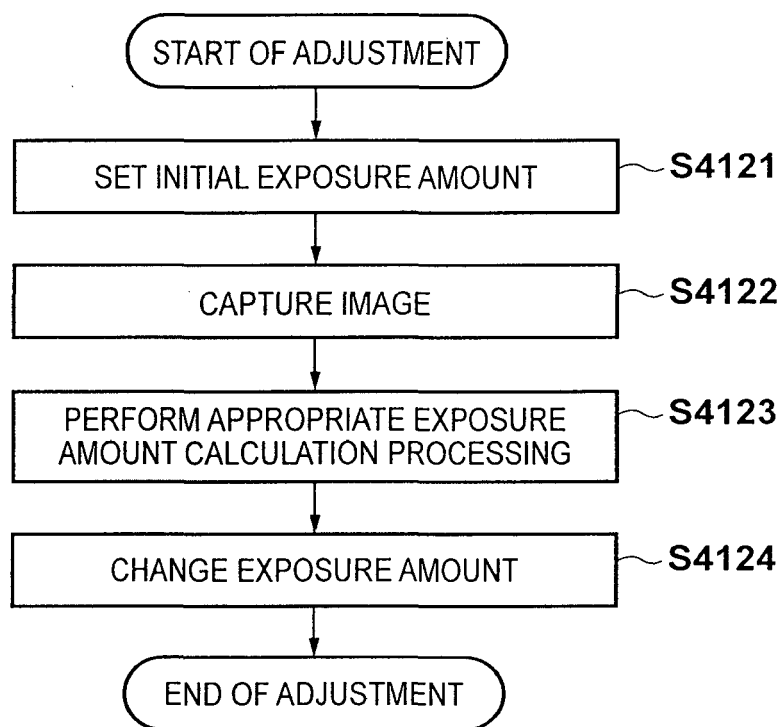 START OF ADJUSTMENT
SET INITIAL EXPOSURE AMOUNT
S4121
CAPTURE IMAGE
S4122
PERFORM APPROPRIATE EXPOSURE
AMOUNT CALCULATION PROCESSING
S4123
CHANGE EXPOSURE AMOUNT
S4124
END OF ADJUSTMENT